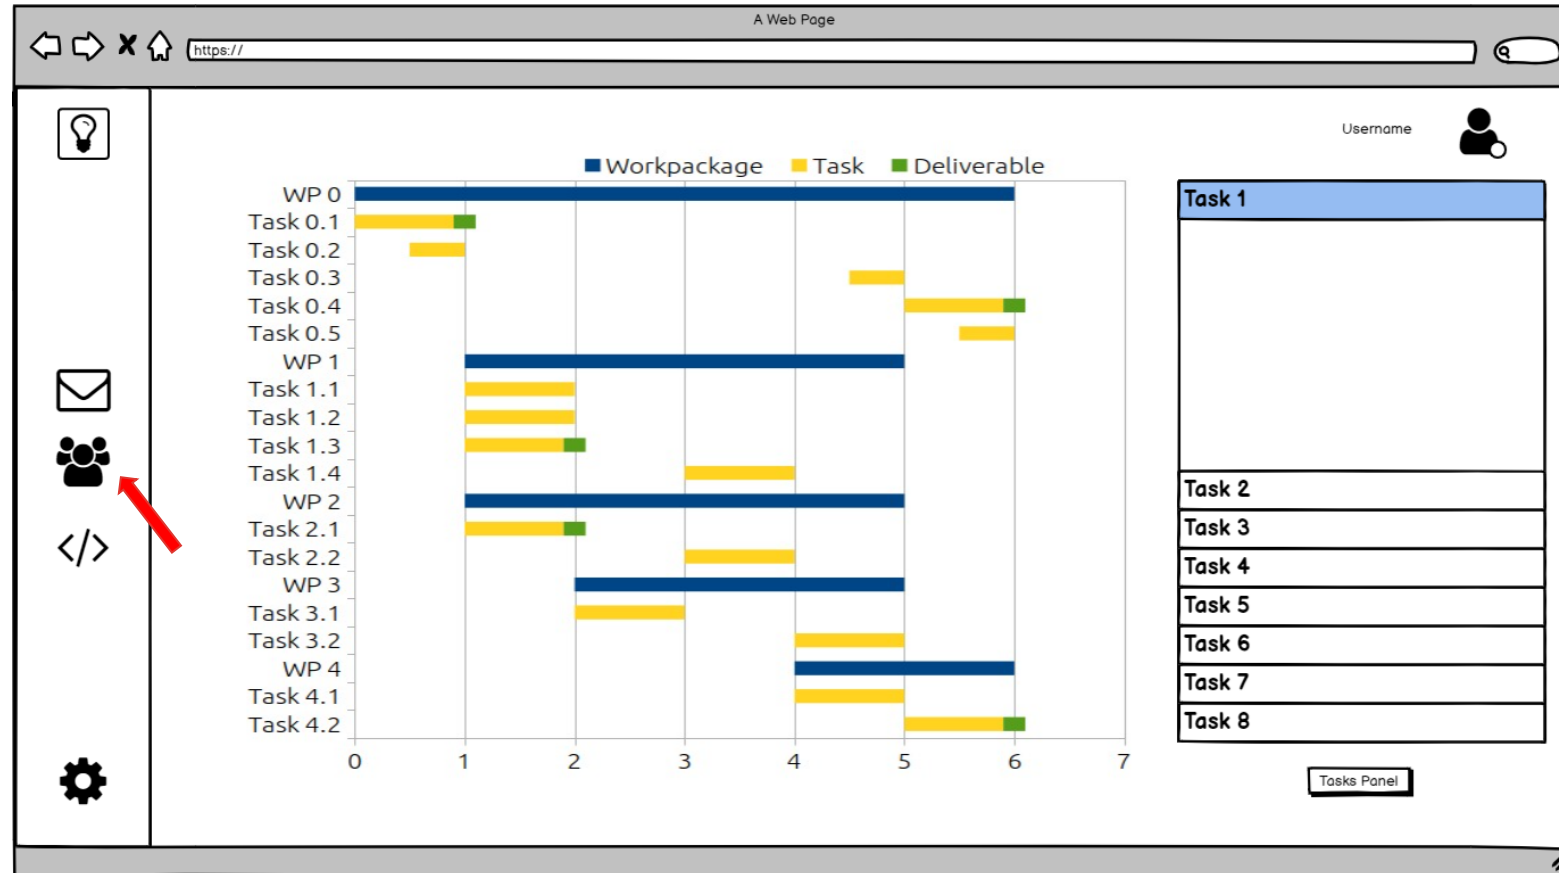 A Web Page
https://
Username
Workpackage Task Deliverable
WP 0
Task 0.1
Task 0.2
Task 0.3
Task 0.4
Task 0.5
WP 1
Task 1.1
Task 1.2
Task 1.3
Task 1.4
WP 2
Task 2.1
Task 2.2
WP 3
Task 3.1
Task 3.2
WP 4
Task 4.1
Task 4.2
0 1 2 3 4 5 6 7
Task 1
Task 2
Task 3
Task 4
Task 5
Task 6
Task 7
Task 8
Tasks Panel